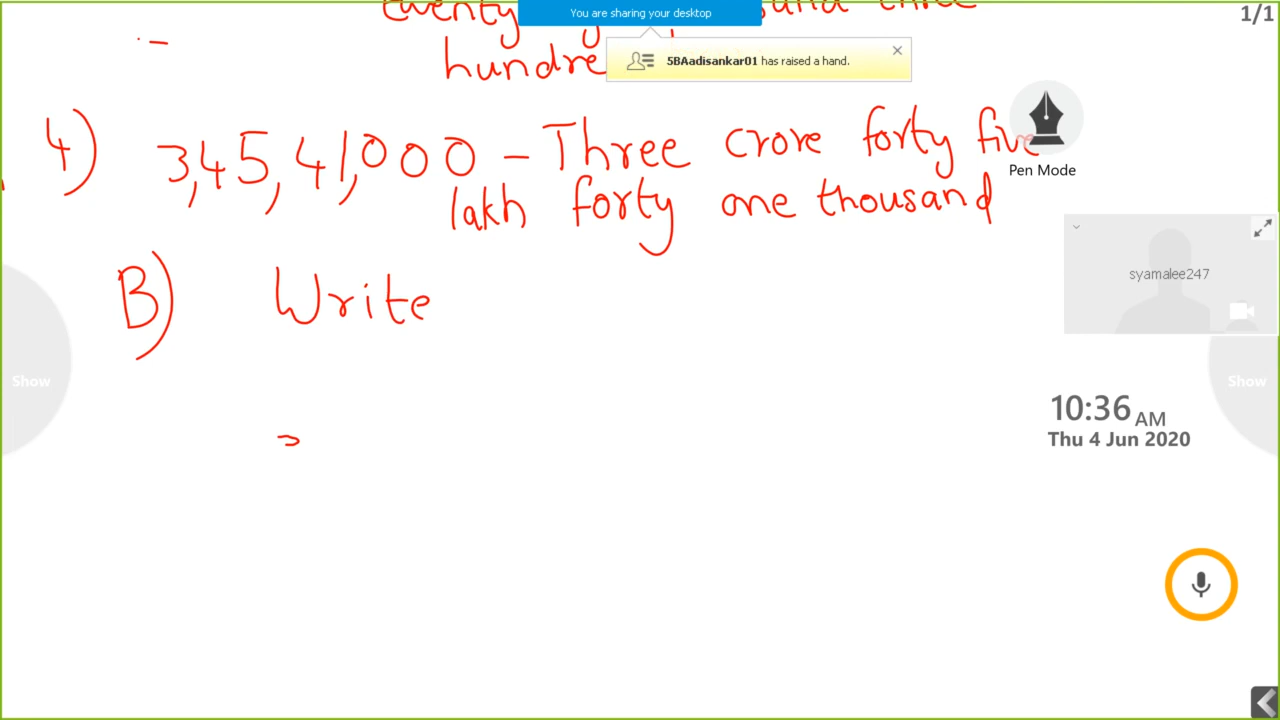 You are sharing your desktop
1/1
twenty
three
hundre
5BAadisankar01 has raised a hand.
4) 3,45,41,000 - Three crore forty five
lakh forty one thousand
Pen Mode
syamalee247
B) Write
Show
Show
10:36 AM
Thu 4 Jun 2020